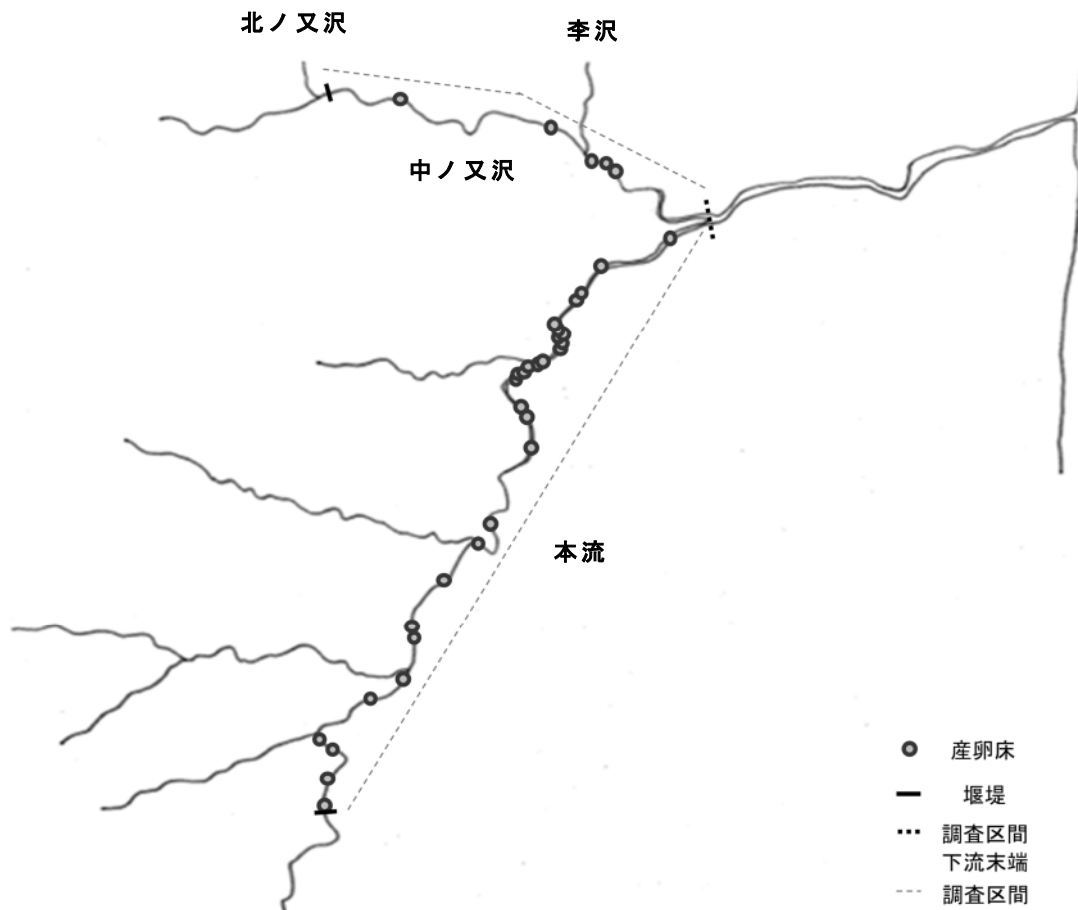 北ノ又沢
李沢
中ノ又沢
本流
産卵床
堰堤
調査区間
下流末端
調査区間